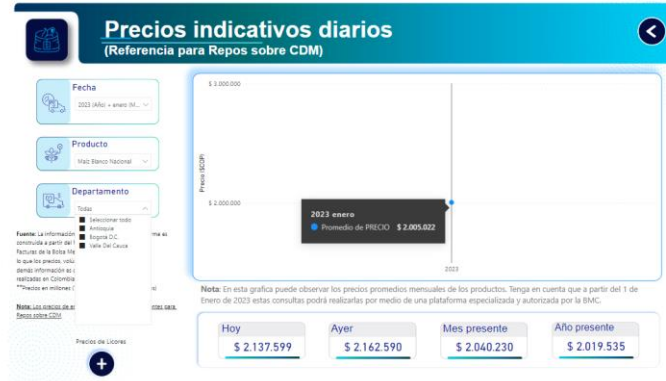 Precios indicativos diarios
(Referencia para Repos sobre CDM)
Fecha
2023 (Año) + enero (M...
Producto
Maíz Blanco Nacional
Departamento
Todas
Seleccionar todo
Antioquia
Bogotá D.C.
Valle Del Cauca
Fuente: La información
construida a partir del
Facturas de la Bolsa Me
lo que los precios, volú
demás información es
realizadas en Colombia
**Precios en millones (
Nota: Los precios de
ntes para
Repos sobre CDM
Precios de Licores
$ 3.000.000
Precio ($COP)
$ 2.000.000
2023 enero
Promedio de PRECIO $ 2.005.022
2023
Nota: En esta grafica puede observar los precios promedios mensuales de los productos. Tenga en cuenta que a partir del 1 de
Enero de 2023 estas consultas podrá realizarlas por medio de una plataforma especializada y autorizada por la BMC.
Hoy
$ 2.137.599
Ayer
$ 2.162.590
Mes presente
$ 2.040.230
Año presente
$ 2.019.535